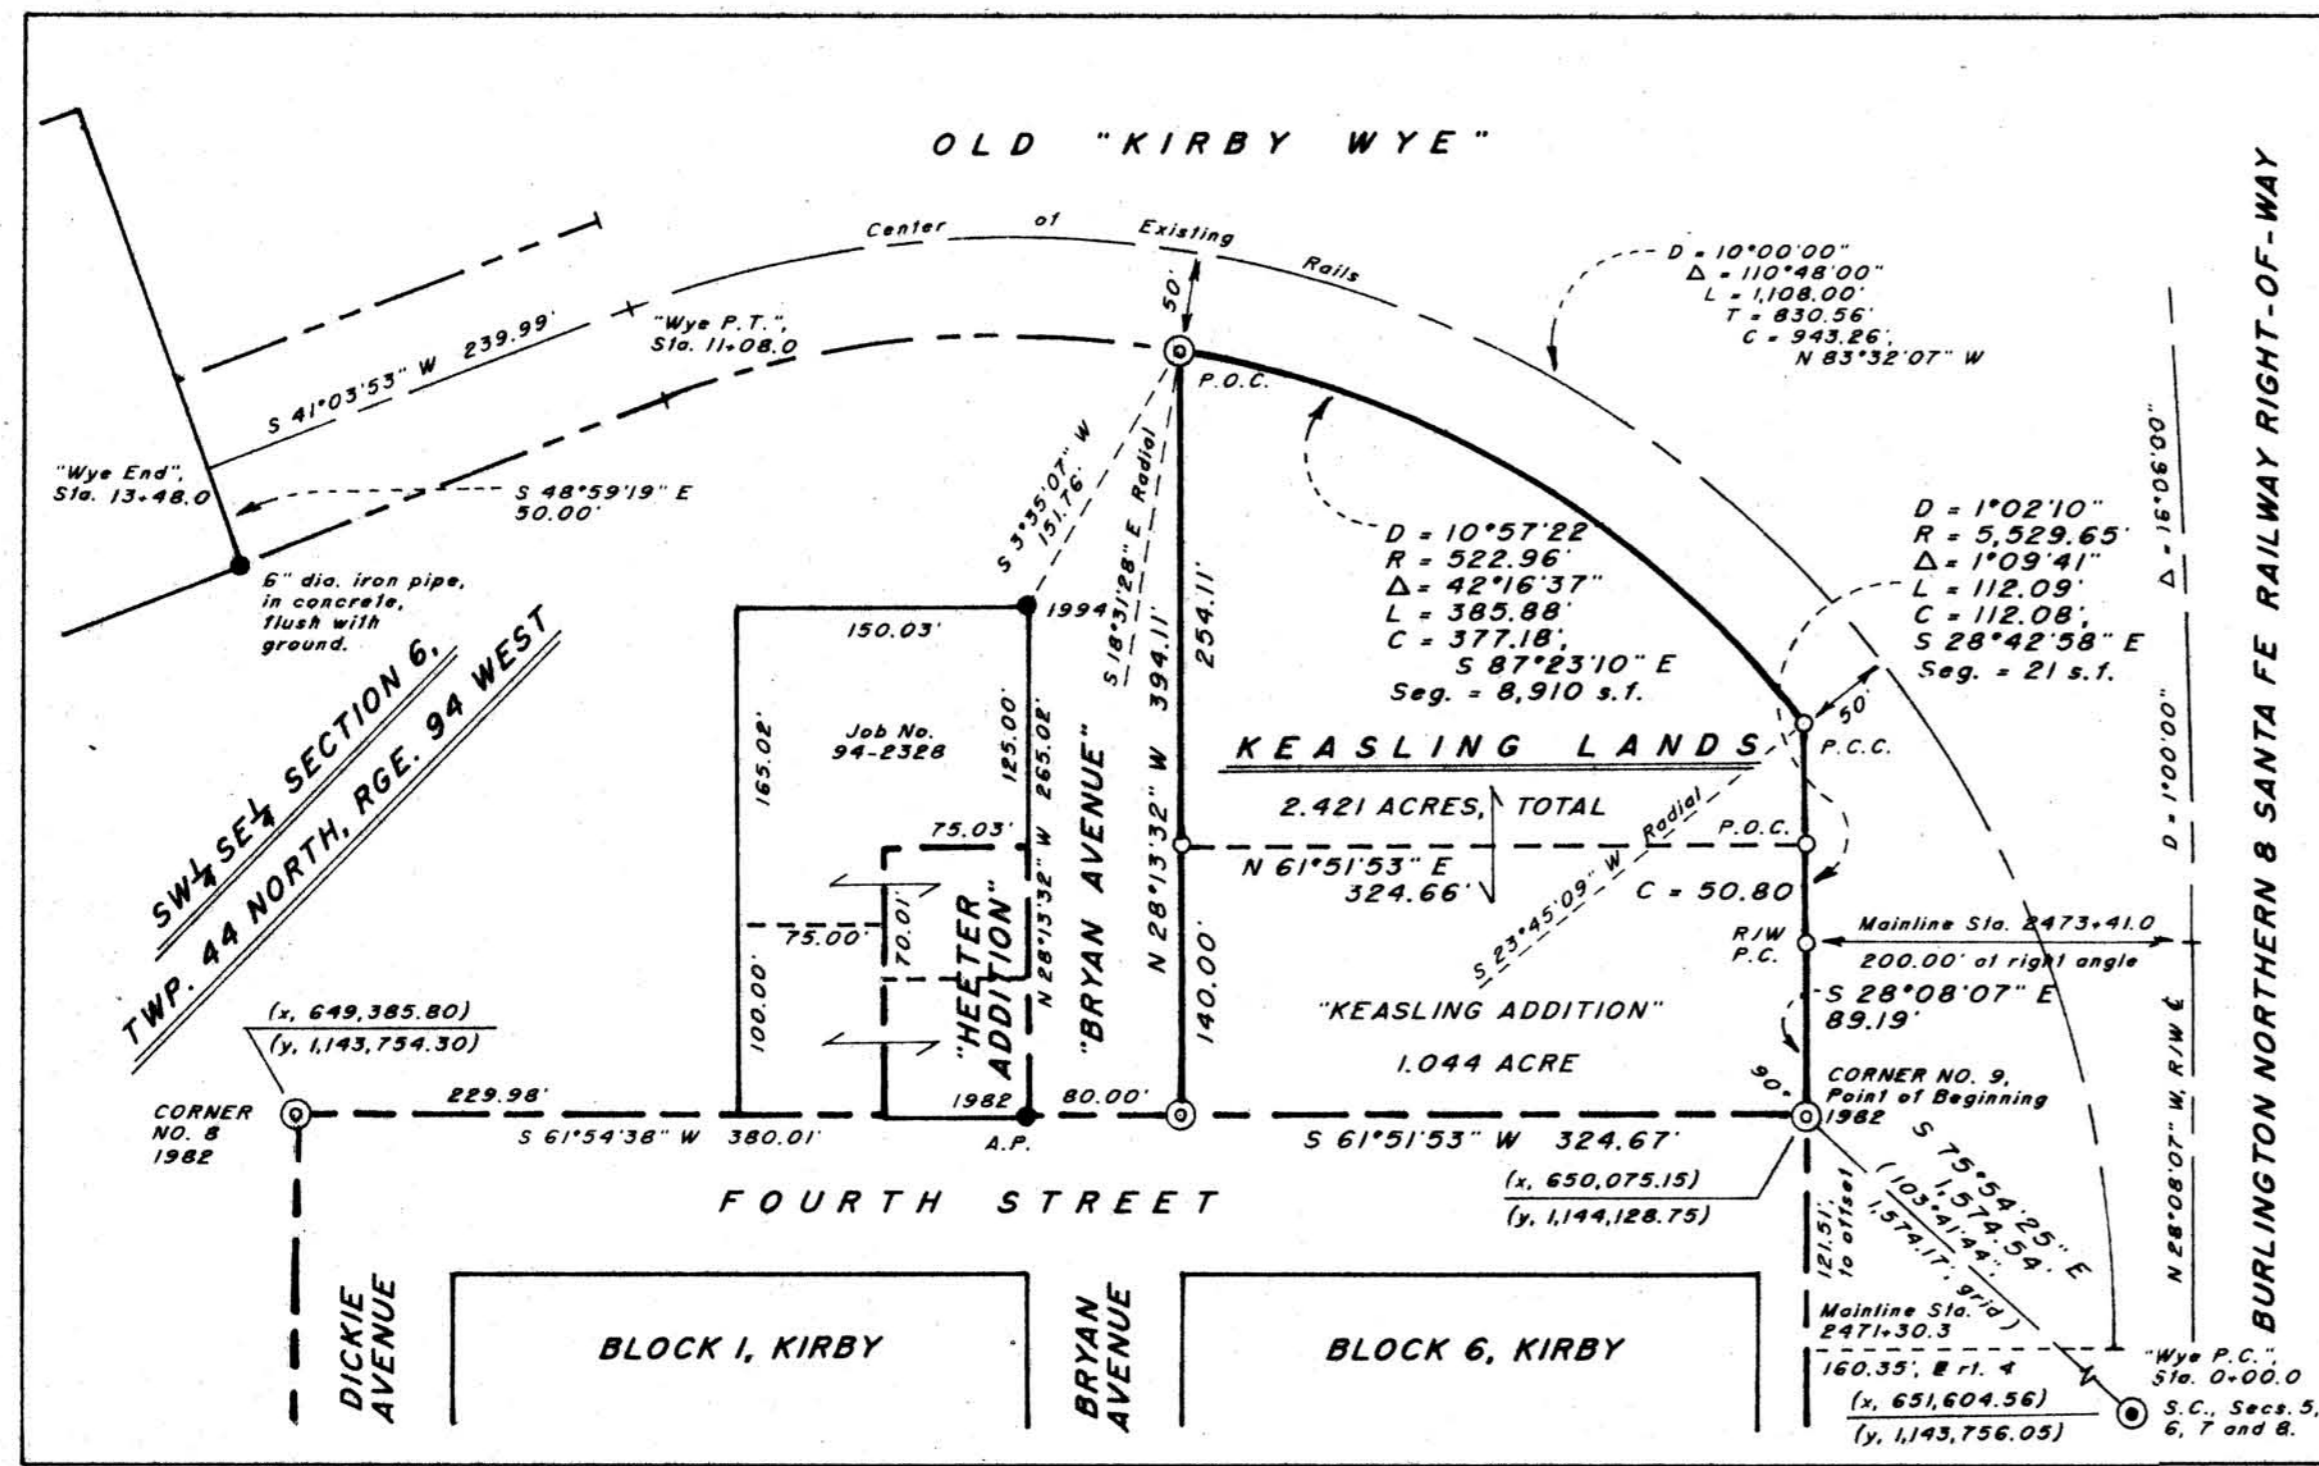 OLD "KIRBY WYE"
Center of Existing Rails
D = 10°00'00"
Δ = 110°48'00"
L = 1,108.00'
T = 830.56'
C = 943.26',
N 83°32'07" W
50'
"Wye P.T.",
Sta. 11+08.0
S 41°03'53" W 239.99'
"Wye End",
Sta. 13+48.0
S 48°59'19" E
50.00'
6" dia. iron pipe,
in concrete,
flush with
ground.
SW¼ SE¼ SECTION 6,
TWP. 44 NORTH, RGE. 94 WEST
P.O.C.
S 3°35'07" W
151.76'
S 18°31'28" E Radial
D = 10°57'22
R = 522.96'
Δ = 42°16'37"
L = 385.88'
C = 377.18',
S 87°23'10" E
Seg. = 8,910 s.f.
D = 1°02'10"
R = 5,529.65'
Δ = 1°09'41"
L = 112.09'
C = 112.08',
S 28°42'58" E
Seg. = 21 s.f.
50'
P.C.C.
1994
150.03'
165.02'
Job No.
94-2328
125.00'
N 28°13'32" W 265.02'
75.03'
75.00'
70.01'
100.00'
"HEETER
ADDITION"
"BRYAN AVENUE"
N 28°13'32" W 394.11'
254.11'
140.00'
KEASLING LANDS
2.421 ACRES, TOTAL
N 61°51'53" E
324.66'
S 23°45'09" W Radial
P.O.C.
C = 50.80
R/W
P.C.
Mainline Sta. 2473+41.0
200.00' at right angle
S 28°08'07" E
89.19'
"KEASLING ADDITION"
1.044 ACRE
90°
CORNER NO. 9,
Point of Beginning
1982
(x, 649,385.80)
(y, 1,143,754.30)
CORNER
NO. 8
1982
229.98'
S 61°54'38" W 380.01'
1982
A.P.
80.00'
S 61°51'53" W 324.67'
(x, 650,075.15)
(y, 1,144,128.75)
FOURTH STREET
S 75°54'25" E
1,574.54'
(103°41'44",
1,574.17', grid)
121.51',
to offset
Mainline Sta.
2471+30.3
160.35', @ rt. ∡
(x, 651,604.56)
(y, 1,143,756.05)
"Wye P.C.",
Sta. 0+00.0
S.C., Secs. 5,
6, 7 and 8.
DICKIE
AVENUE
BLOCK 1, KIRBY
BRYAN
AVENUE
BLOCK 6, KIRBY
D = 1°00'00"
N 28°08'07" W, R/W ℄
BURLINGTON NORTHERN & SANTA FE RAILWAY RIGHT-OF-WAY